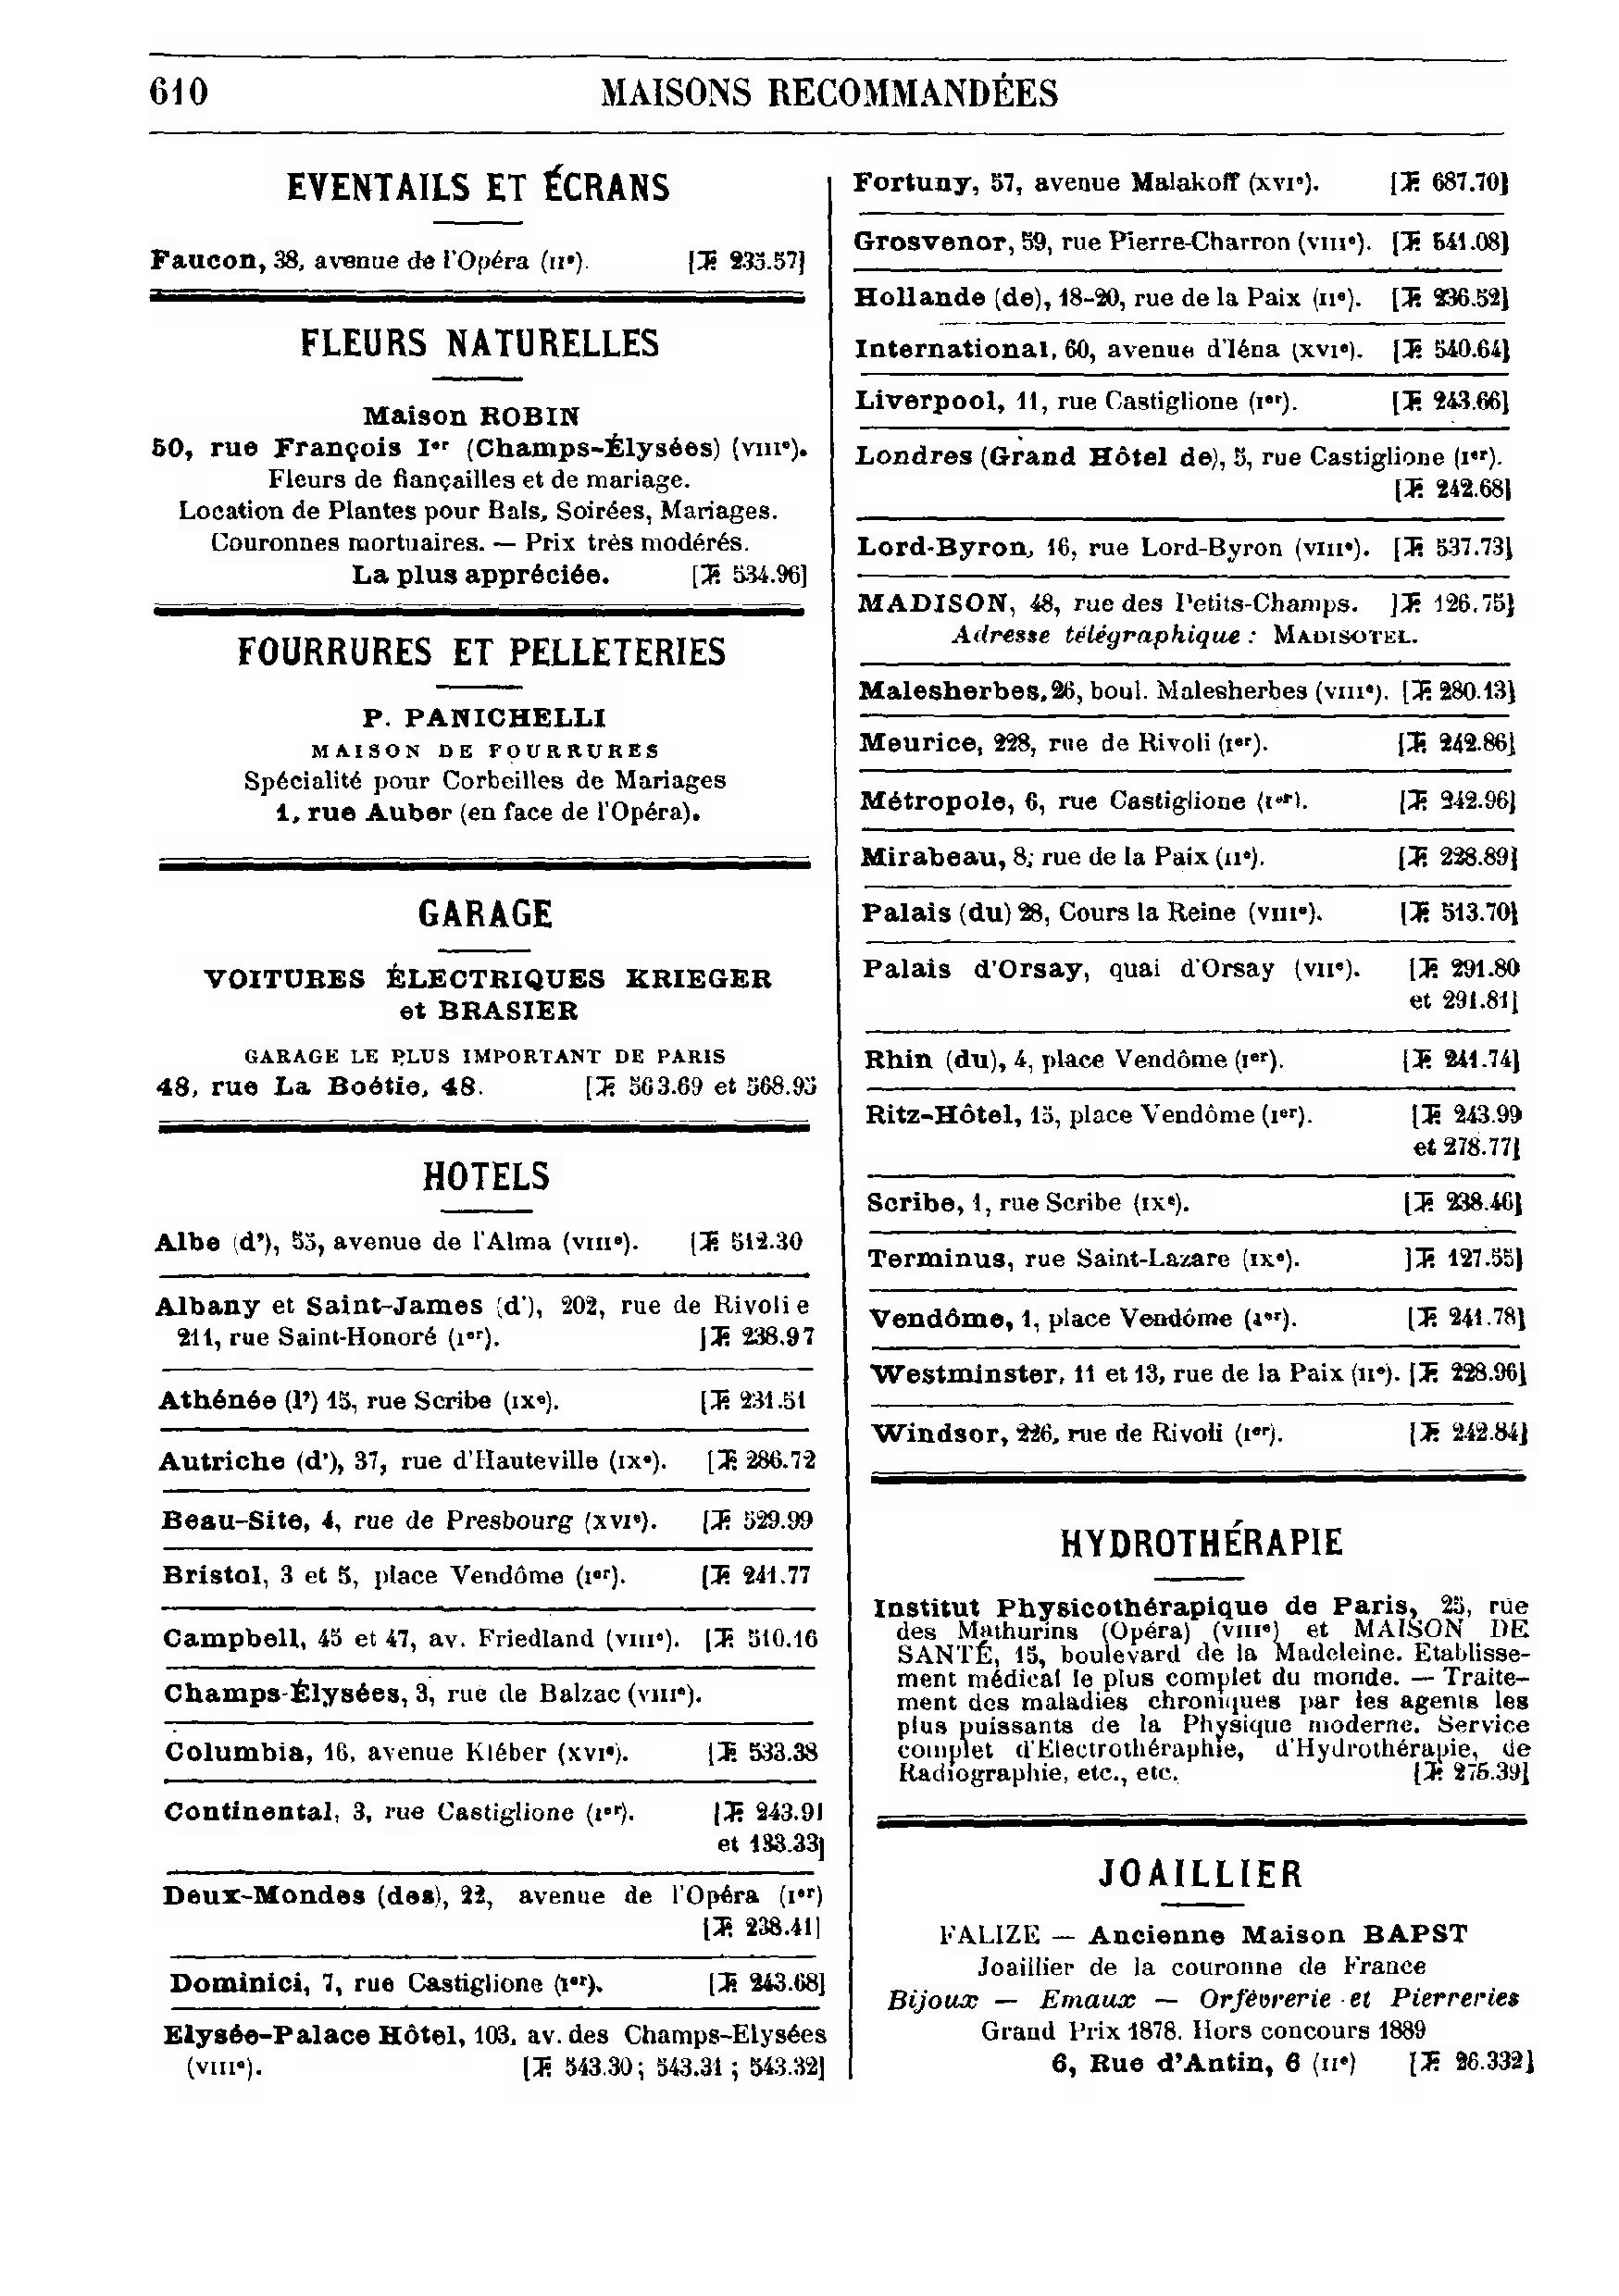 610
MAISONS RECOMMANDÉES
EVENTAILS ET ÉCRANS
Faucon, 38, avenue de l'Opéra (IIe). [T. 235.57]
FLEURS NATURELLES
Maison ROBIN
50, rue François Ier (Champs-Élysées) (VIIIe).
Fleurs de fiançailles et de mariage.
Location de Plantes pour Bals, Soirées, Mariages.
Couronnes mortuaires. — Prix très modérés.
La plus appréciée. [T. 534.96]
FOURRURES ET PELLETERIES
P. PANICHELLI
MAISON DE FOURRURES
Spécialité pour Corbeilles de Mariages
1, rue Auber (en face de l'Opéra).
GARAGE
VOITURES ÉLECTRIQUES KRIEGER
et BRASIER
GARAGE LE PLUS IMPORTANT DE PARIS
48, rue La Boétie, 48. [T. 563.69 et 568.95
HOTELS
Albe (d'), 55, avenue de l'Alma (VIIIe). [T. 512.30
Albany et Saint-James (d'), 202, rue de Rivoli e
211, rue Saint-Honoré (Ier). ]T. 238.97
Athénée (l') 15, rue Scribe (IXe). [T. 231.51
Autriche (d'), 37, rue d'Hauteville (IXe). [T. 286.72
Beau-Site, 4, rue de Presbourg (XVIe). [T. 529.99
Bristol, 3 et 5, place Vendôme (Ier). [T. 241.77
Campbell, 45 et 47, av. Friedland (VIIIe). [T. 510.16
Champs-Élysées, 3, rue de Balzac (VIIIe).
Columbia, 16, avenue Kléber (XVIe). [T. 533.38
Continental, 3, rue Castiglione (Ier). [T. 243.91
et 133.33]
Deux-Mondes (des), 22, avenue de l'Opéra (Ier)
[T. 238.41]
Dominici, 7, rue Castiglione (Ier). [T. 243.68]
Elysée-Palace Hôtel, 103, av. des Champs-Elysées
(VIIIe). [T. 543.30; 543.31; 543.32]
Fortuny, 57, avenue Malakoff (XVIe). [T. 687.70]
Grosvenor, 59, rue Pierre-Charron (VIIIe). [T. 541.08]
Hollande (de), 18-20, rue de la Paix (IIe). [T. 236.52]
International, 60, avenue d'Iéna (XVIe). [T. 540.64]
Liverpool, 11, rue Castiglione (Ier). [T. 243.66]
Londres (Grand Hôtel de), 5, rue Castiglione (Ier).
[T. 242.68]
Lord-Byron, 16, rue Lord-Byron (VIIIe). [T. 537.73]
MADISON, 48, rue des Petits-Champs. ]T. 126.75]
Adresse télégraphique : MADISOTEL.
Malesherbes, 26, boul. Malesherbes (VIIIe). [T. 280.13]
Meurice, 228, rue de Rivoli (Ier). [T. 242.86]
Métropole, 6, rue Castiglione (Ier). [T. 242.96]
Mirabeau, 8; rue de la Paix (IIe). [T. 228.89]
Palais (du) 28, Cours la Reine (VIIIe). [T. 513.70]
Palais d'Orsay, quai d'Orsay (VIIe). [T. 291.80
et 291.81]
Rhin (du), 4, place Vendôme (Ier). [T. 241.74]
Ritz-Hôtel, 15, place Vendôme (Ier). [T. 243.99
et 278.77]
Scribe, 1, rue Scribe (IXe). [T. 238.46]
Terminus, rue Saint-Lazare (IXe). ]T. 127.55]
Vendôme, 1, place Vendôme (Ier). [T. 241.78]
Westminster, 11 et 13, rue de la Paix (IIe). [T. 228.96]
Windsor, 226, rue de Rivoli (Ier). [T. 242.84]
HYDROTHÉRAPIE
Institut Physicothérapique de Paris, 25, rue
des Mathurins (Opéra) (VIIIe) et MAISON DE
SANTÉ, 15, boulevard de la Madeleine. Etablisse-
ment médical le plus complet du monde. — Traite-
ment des maladies chroniques par les agents les
plus puissants de la Physique moderne. Service
complet d'Electrothéraphie, d'Hydrothérapie, de
Radiographie, etc., etc. [T. 275.39]
JOAILLIER
FALIZE — Ancienne Maison BAPST
Joaillier de la couronne de France
Bijoux — Emaux — Orfèvrerie et Pierreries
Grand Prix 1878. Hors concours 1889
6, Rue d'Antin, 6 (IIe) [T. 26.332]